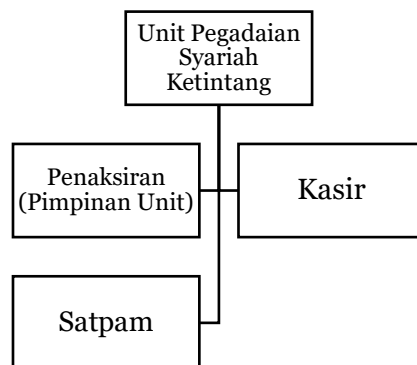 Unit Pegadaian
Syariah
Ketintang
Penaksiran
(Pimpinan Unit)
Kasir
Satpam